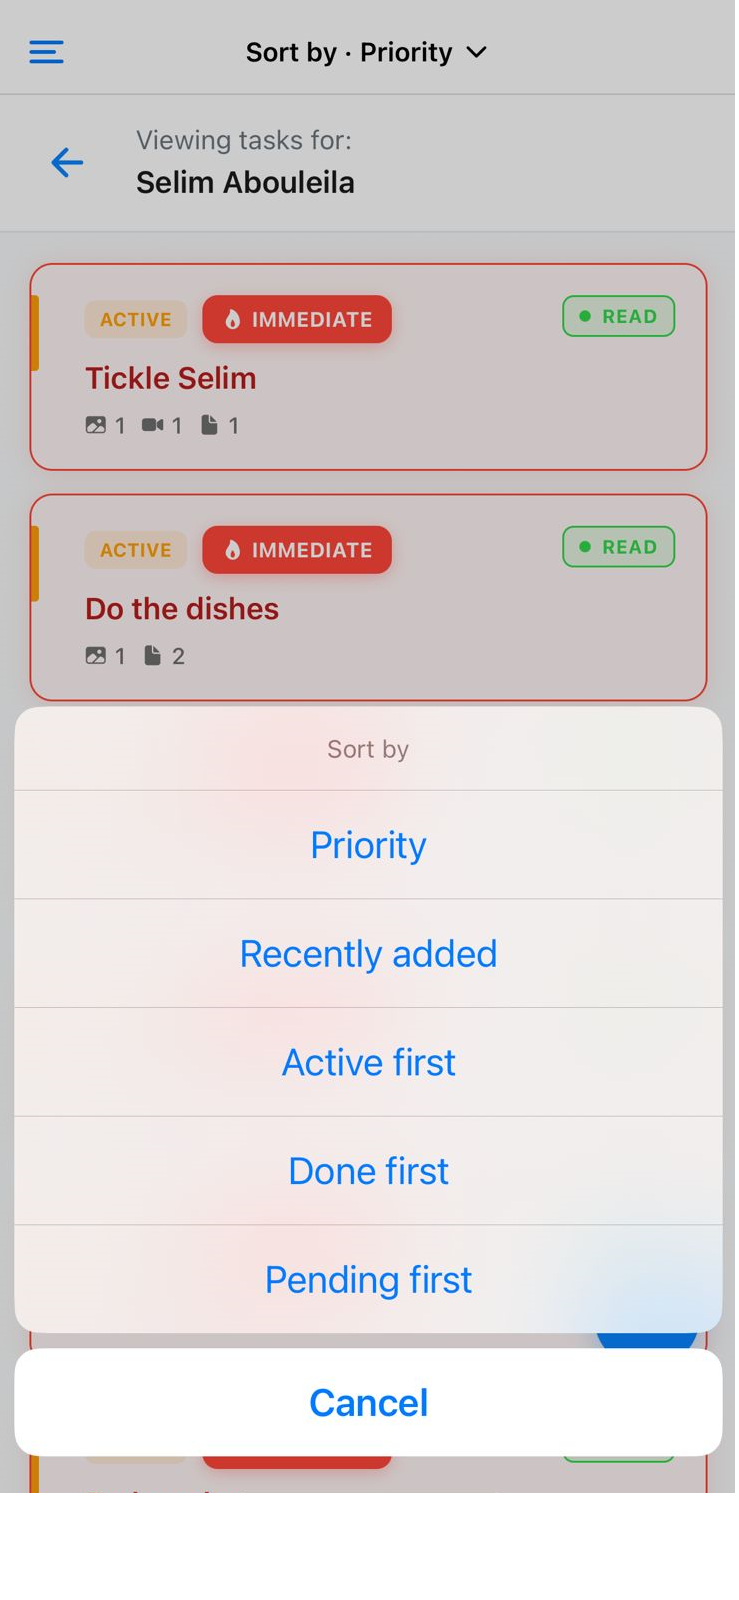 Sort by · Priority
Viewing tasks for:
Selim Abouleila
ACTIVE IMMEDIATE READ
Tickle Selim
1 1 1
ACTIVE IMMEDIATE READ
Do the dishes
1 2
Sort by
Priority
Recently added
Active first
Done first
Pending first
Cancel